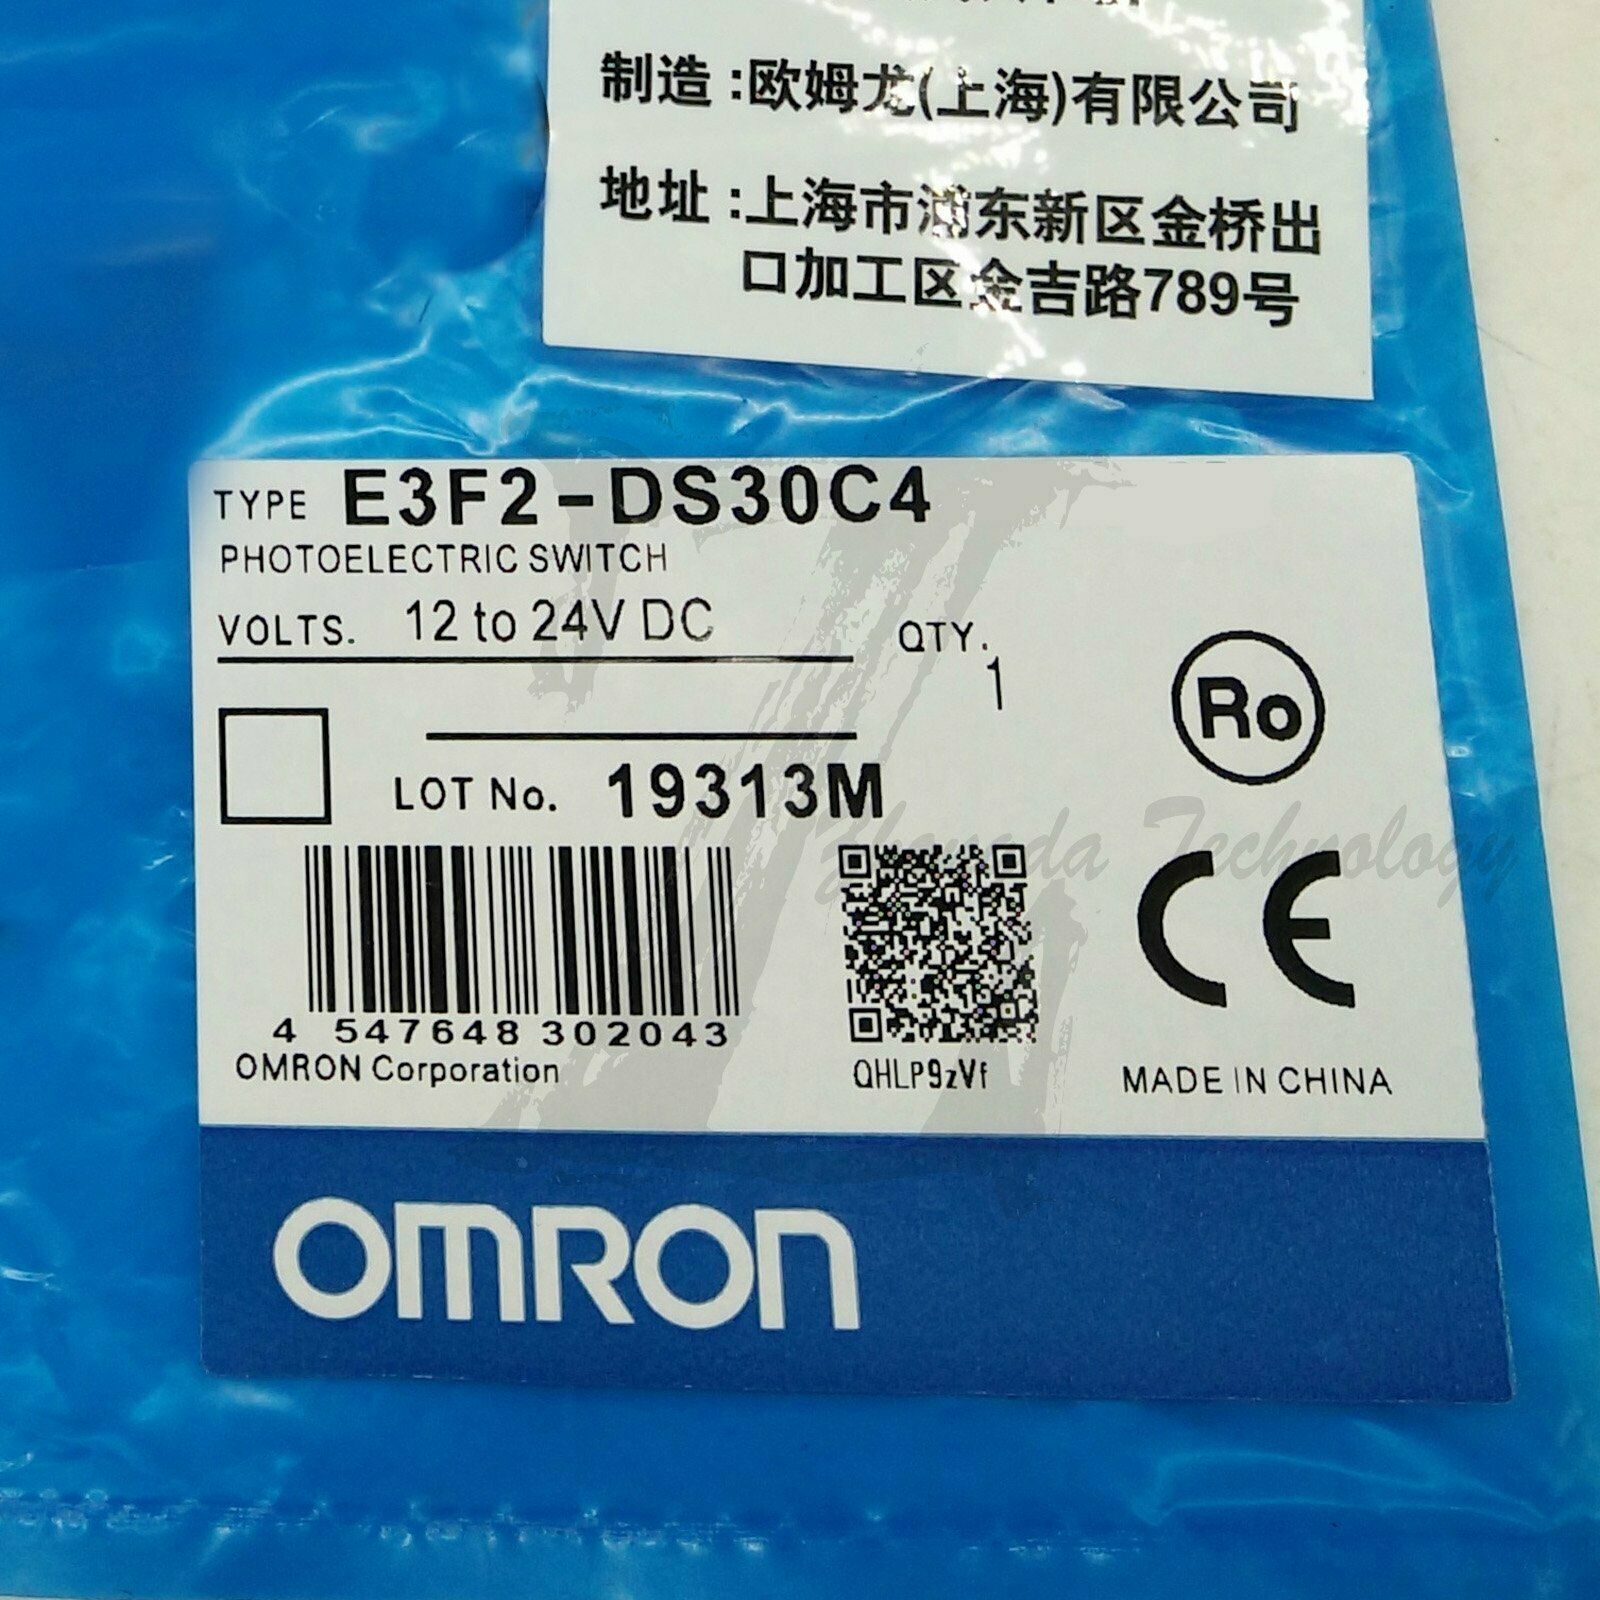 制造:欧姆龙(上海)有限公司
地址:上海市浦东新区金桥出
口加工区金吉路789号
TYPE E3F2-DS30C4
PHOTOELECTRIC SWITCH
VOLTS. 12 to 24V DC
QTY.
1
Ro
LOT No. 19313M
Technology
CE
4 547648 302043
OMRON Corporation
QHLP9zVf
MADE IN CHINA
OMRON